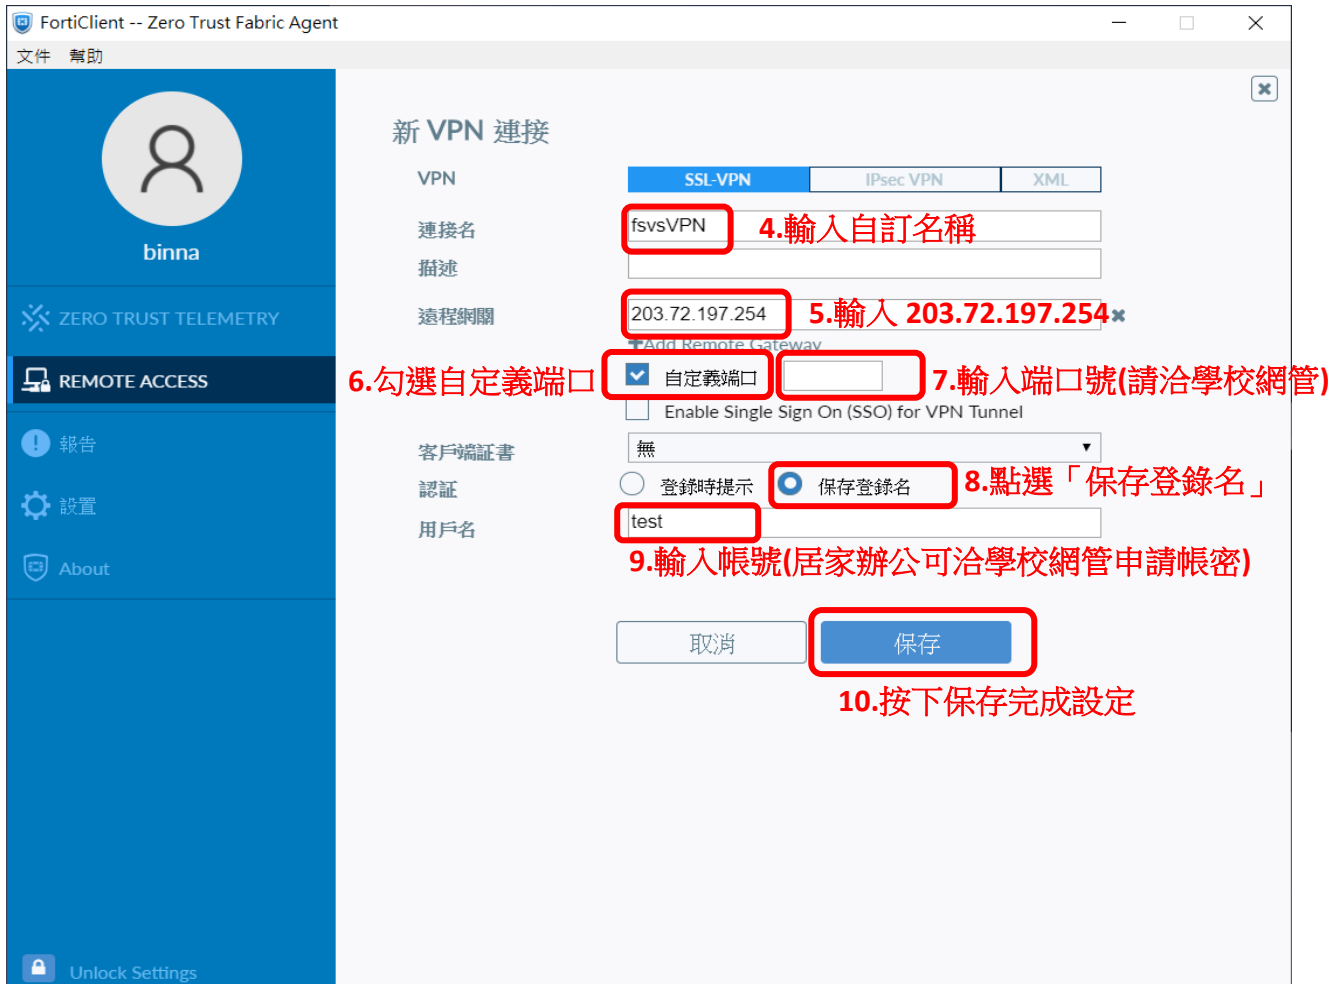 FortiClient -- Zero Trust Fabric Agent
文件 幫助
binna
ZERO TRUST TELEMETRY
REMOTE ACCESS
報告
設置
About
Unlock Settings
新 VPN 連接
VPN SSL-VPN IPsec VPN XML
連接名 fsvsVPN 4.輸入自訂名稱
描述
遠程網關 203.72.197.254 5.輸入 203.72.197.254
Add Remote Gateway
6.勾選自定義端口 自定義端口 7.輸入端口號(請洽學校網管)
Enable Single Sign On (SSO) for VPN Tunnel
客戶端証書 無
認証 登錄時提示 保存登錄名 8.點選「保存登錄名」
用戶名 test
9.輸入帳號(居家辦公可洽學校網管申請帳密)
取消 保存
10.按下保存完成設定